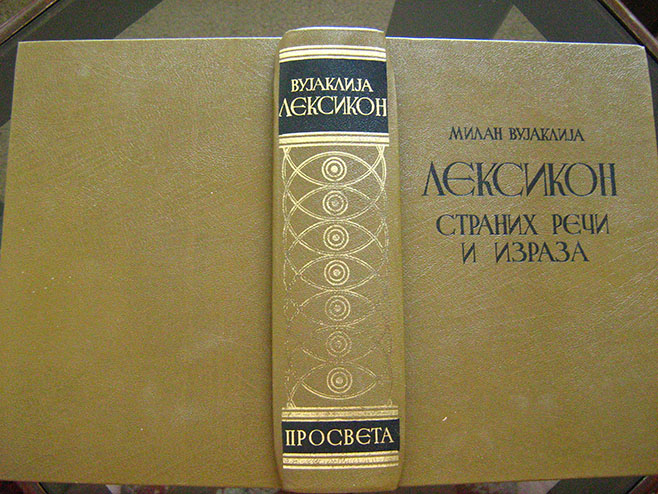 ВУЈАКЛИЈА
ЛЕКСИКОН
ПРОСВЕТА
МИЛАН ВУЈАКЛИЈА
ЛЕКСИКОН
СТРАНИХ РЕЧИ
И ИЗРАЗА